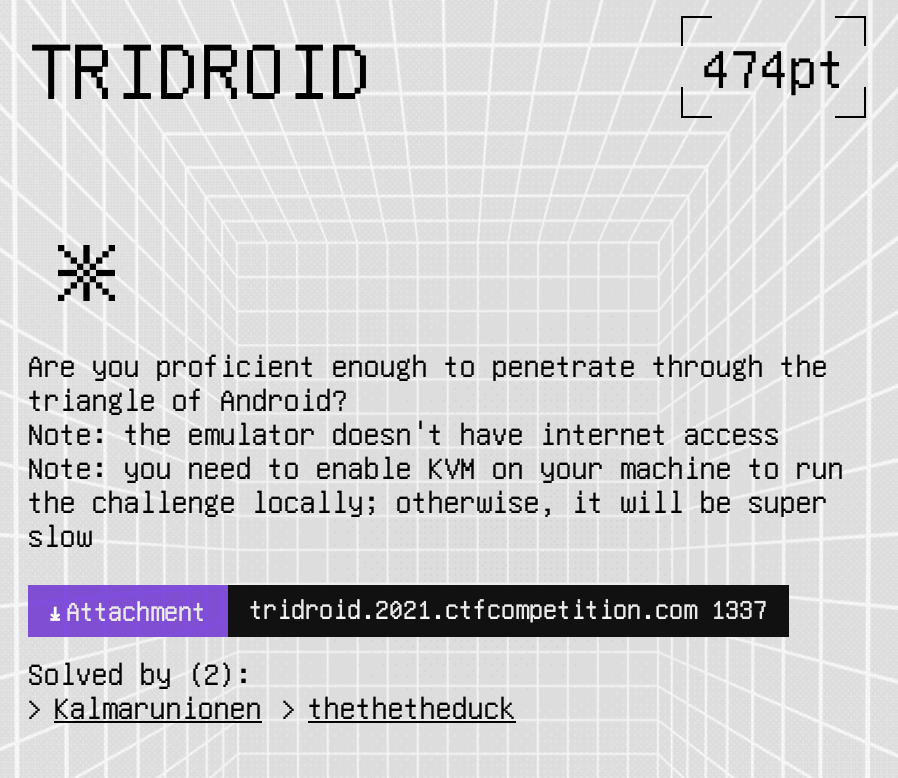 TRIDROID
474pt
Are you proficient enough to penetrate through the
triangle of Android?
Note: the emulator doesn't have internet access
Note: you need to enable KVM on your machine to run
the challenge locally; otherwise, it will be super
slow
Attachment
tridroid.2021.ctfcompetition.com 1337
Solved by (2):
> Kalmarunionen > thethetheduck